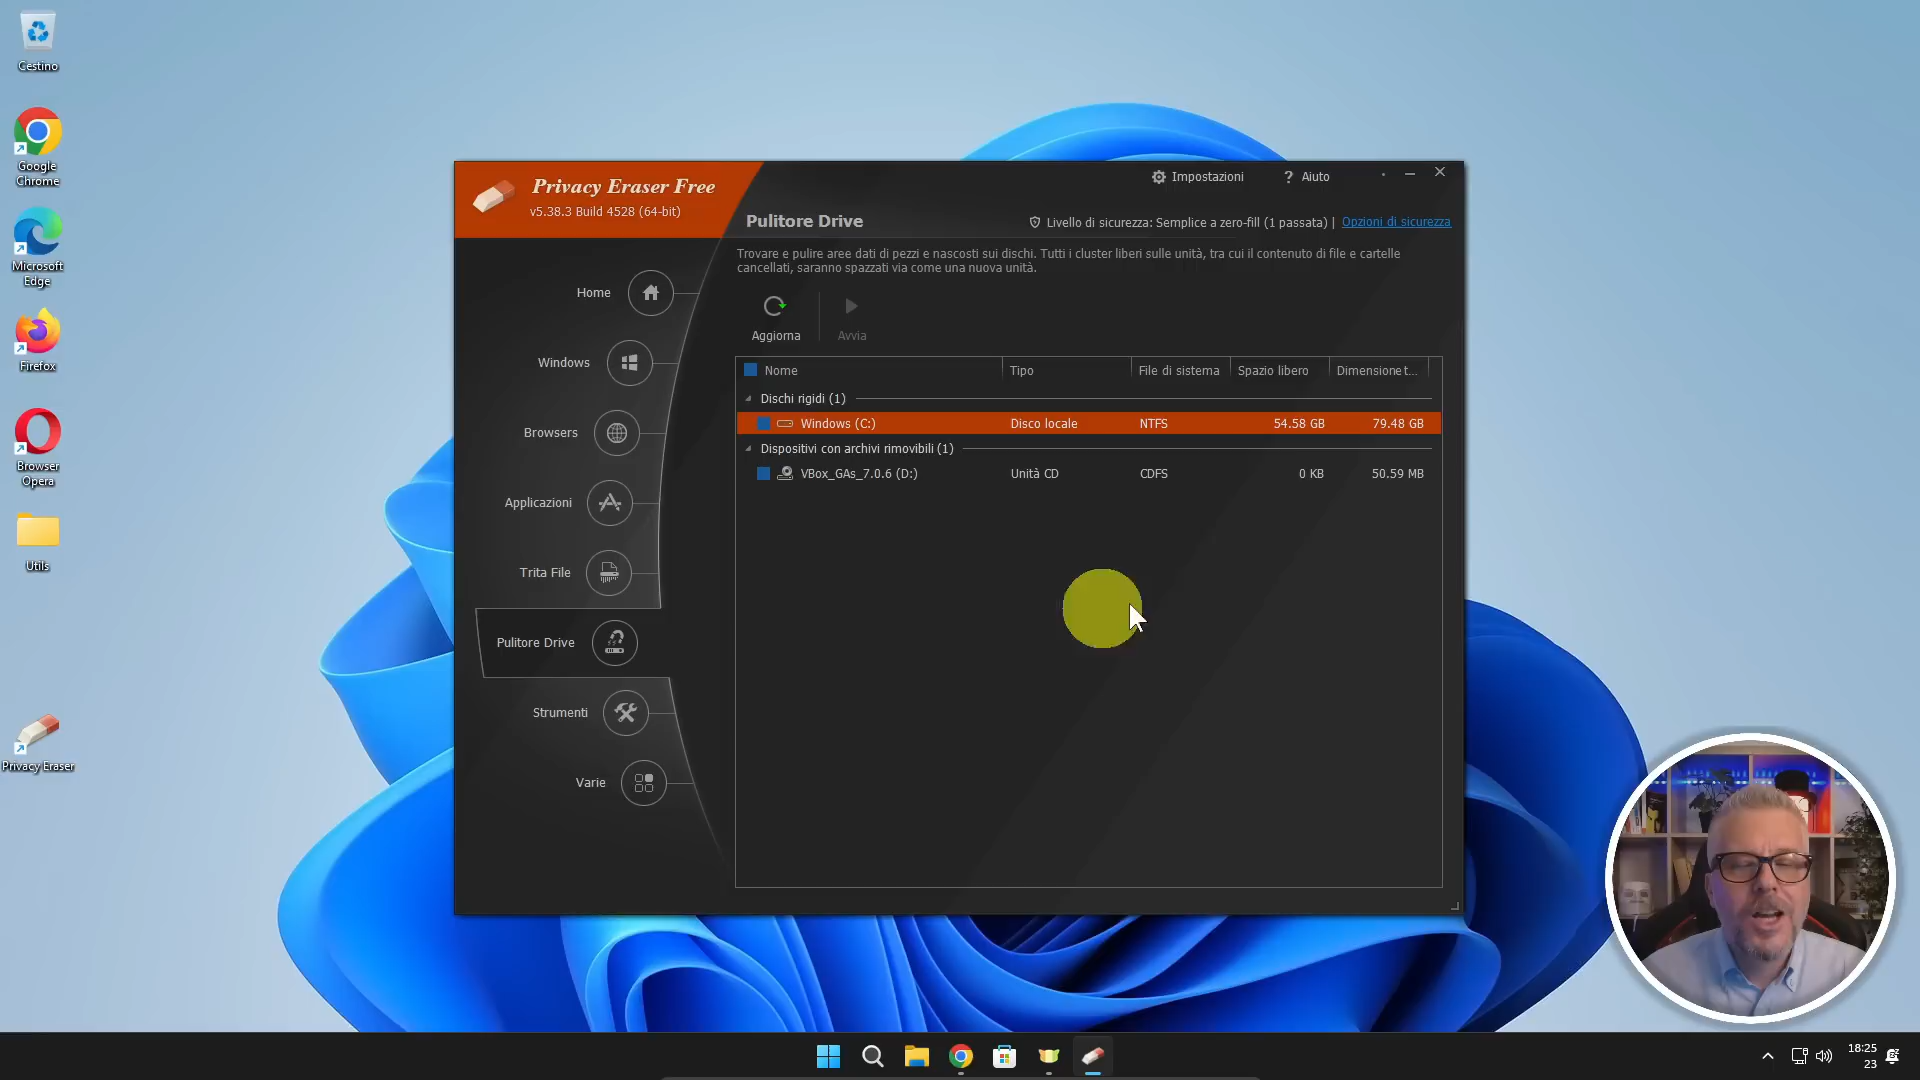 Cestino
Google
Chrome
Microsoft
Edge
Firefox
Browser
Opera
Utils
Privacy Eraser
Privacy Eraser Free
v5.38.3 Build 4528 (64-bit)
Impostazioni
? Aiuto
Pulitore Drive
Livello di sicurezza: Semplice a zero-fill (1 passata) | Opzioni di sicurezza
Trovare e pulire aree dati di pezzi e nascosti sui dischi. Tutti i cluster liberi sulle unità, tra cui il contenuto di file e cartelle
cancellati, saranno spazzati via come una nuova unità.
Aggiorna
Avvia
Home
Windows
Browsers
Applicazioni
Trita File
Pulitore Drive
Strumenti
Varie
Nome Tipo File di sistema Spazio libero Dimensione t...
Dischi rigidi (1)
Windows (C:) Disco locale NTFS 54.58 GB 79.48 GB
Dispositivi con archivi rimovibili (1)
VBox_GAs_7.0.6 (D:) Unità CD CDFS 0 KB 50.59 MB
18:25
23